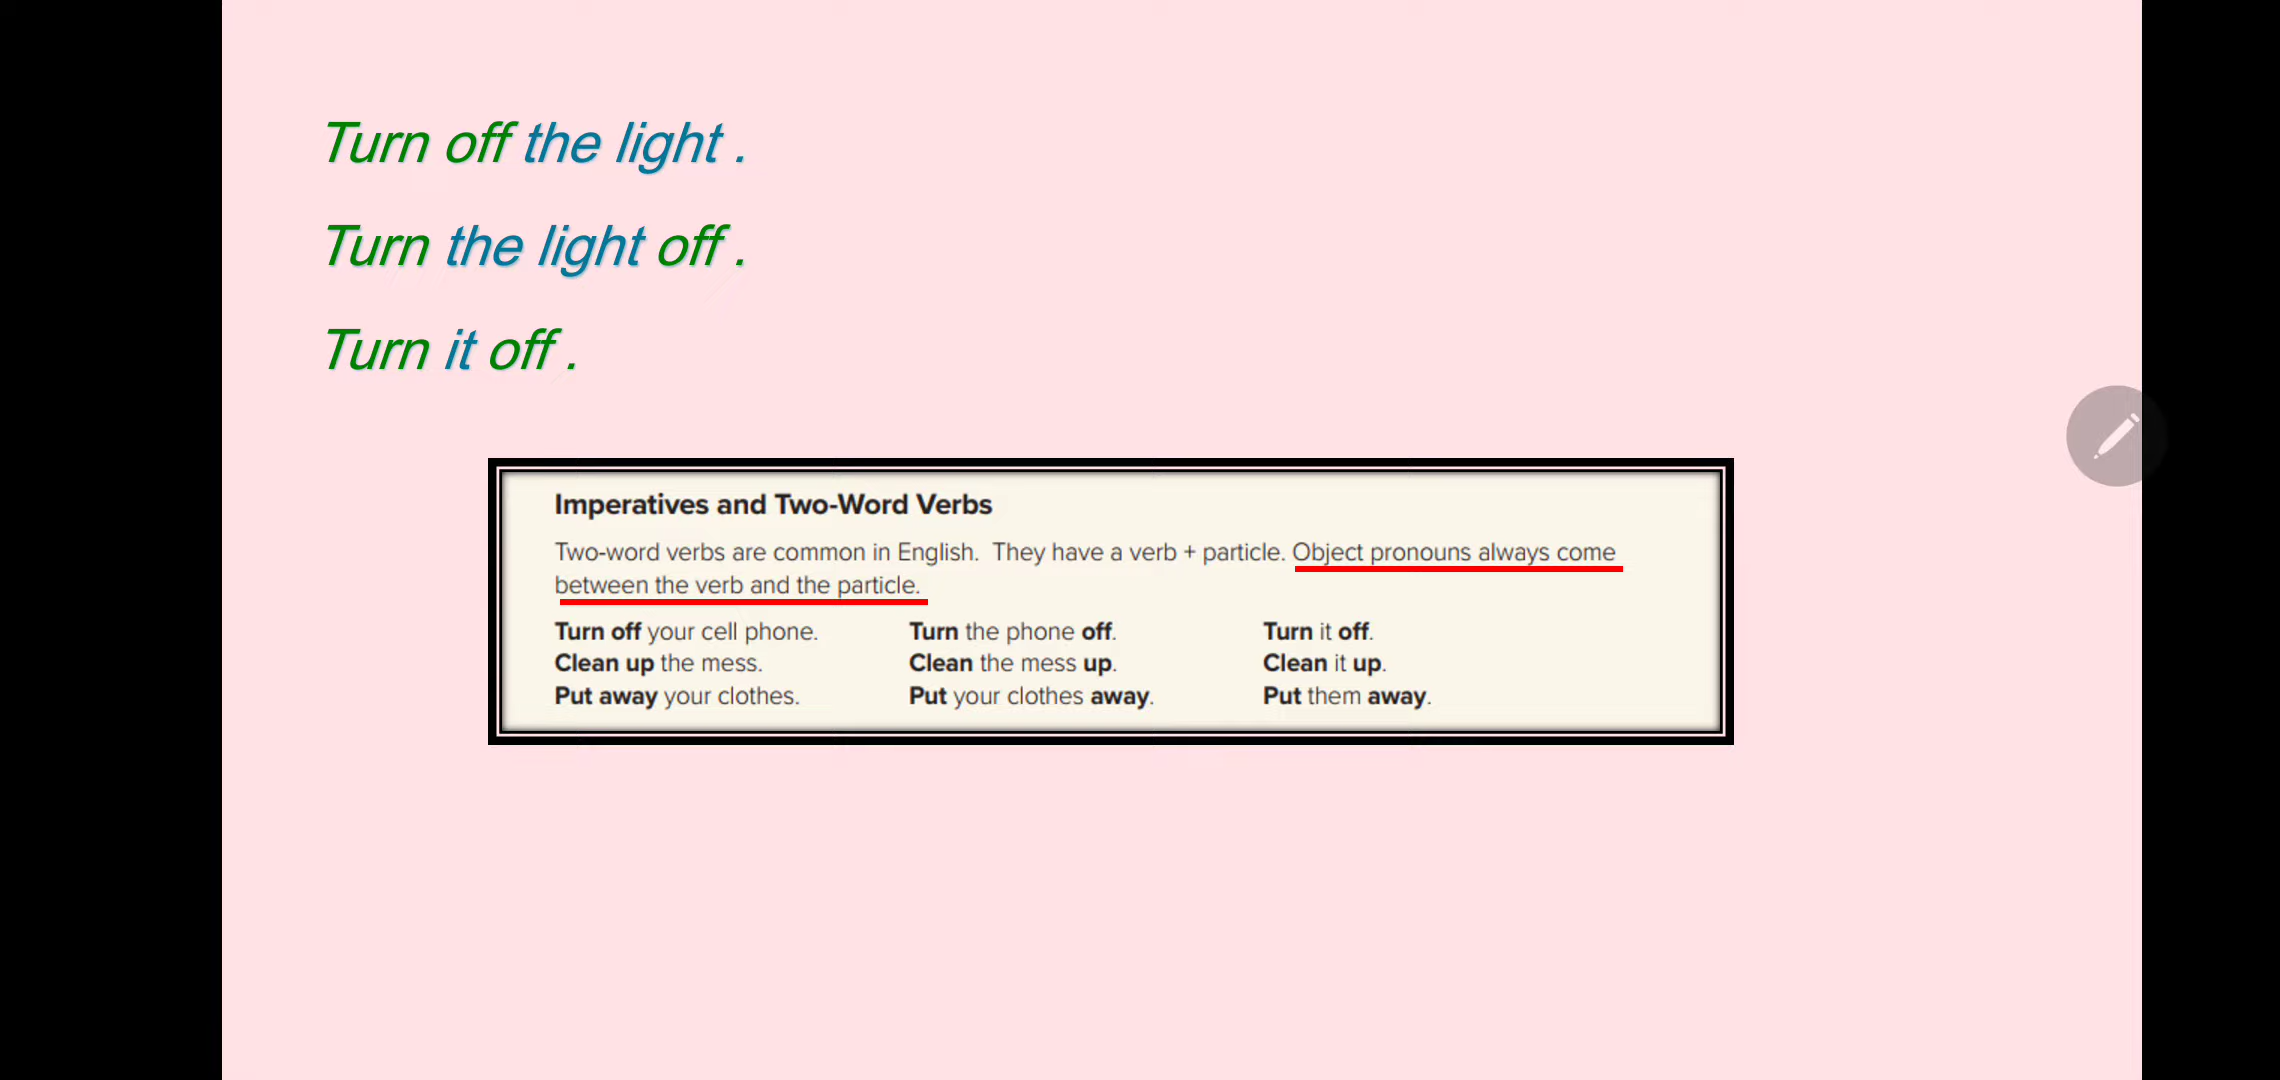 Turn off the light .
Turn the light off .
Turn it off .
Imperatives and Two-Word Verbs
Two-word verbs are common in English. They have a verb + particle. Object pronouns always come
between the verb and the particle.
Turn off your cell phone. Turn the phone off. Turn it off.
Clean up the mess. Clean the mess up. Clean it up.
Put away your clothes. Put your clothes away. Put them away.